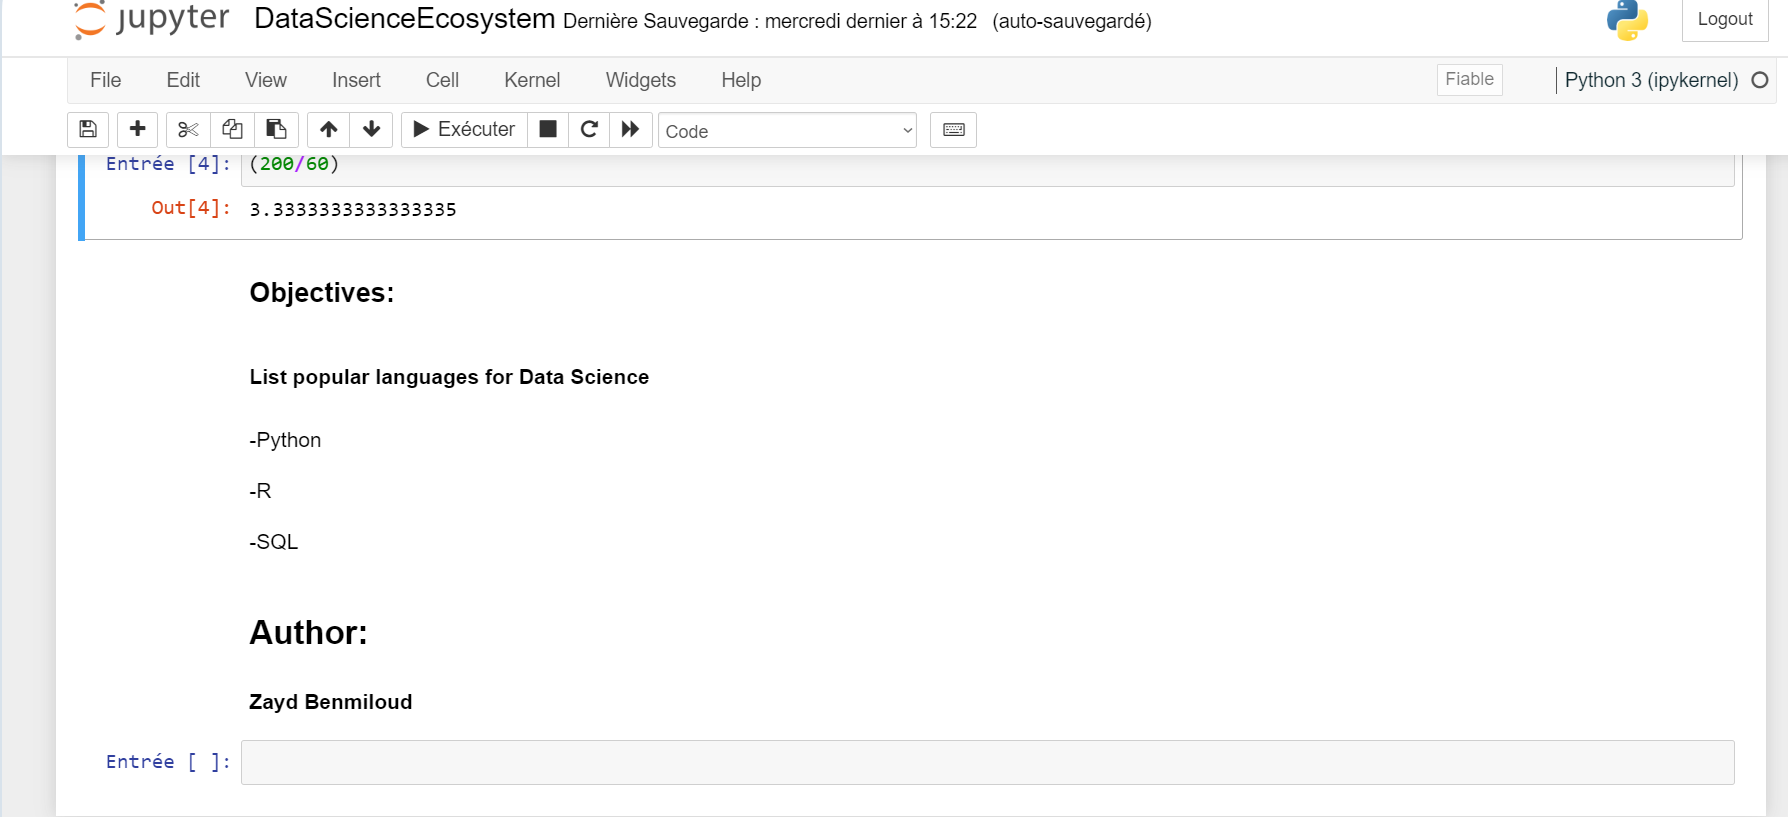 jupyter DataScienceEcosystem Dernière Sauvegarde : mercredi dernier à 15:22 (auto-sauvegardé) Logout
File Edit View Insert Cell Kernel Widgets Help Fiable Python 3 (ipykernel)
Exécuter Code
Entrée [4]: (200/60)
Out[4]: 3.3333333333333335
Objectives:
List popular languages for Data Science
-Python
-R
-SQL
Author:
Zayd Benmiloud
Entrée [ ]: